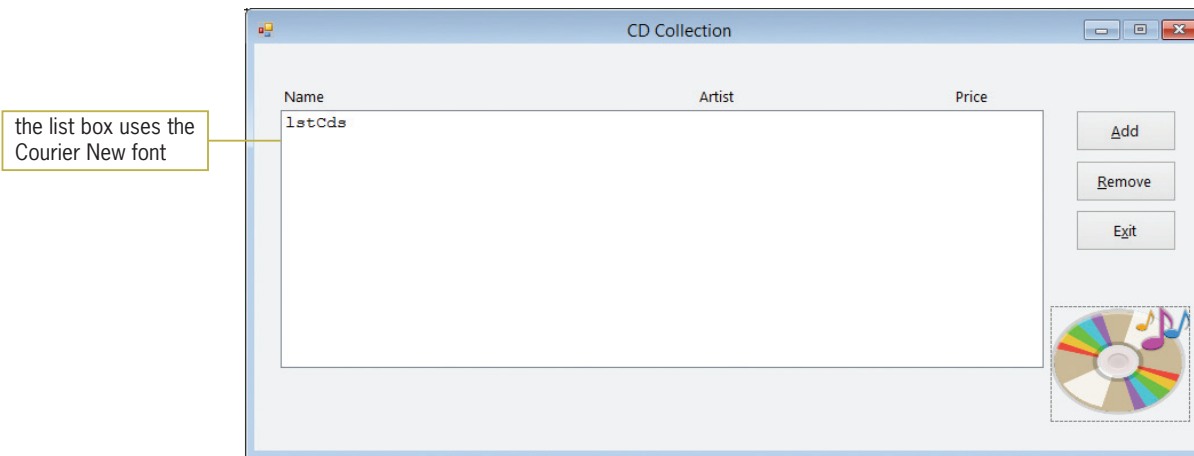 CD Collection
Name Artist Price
the list box uses the
Courier New font
lstCds
Add
Remove
Exit